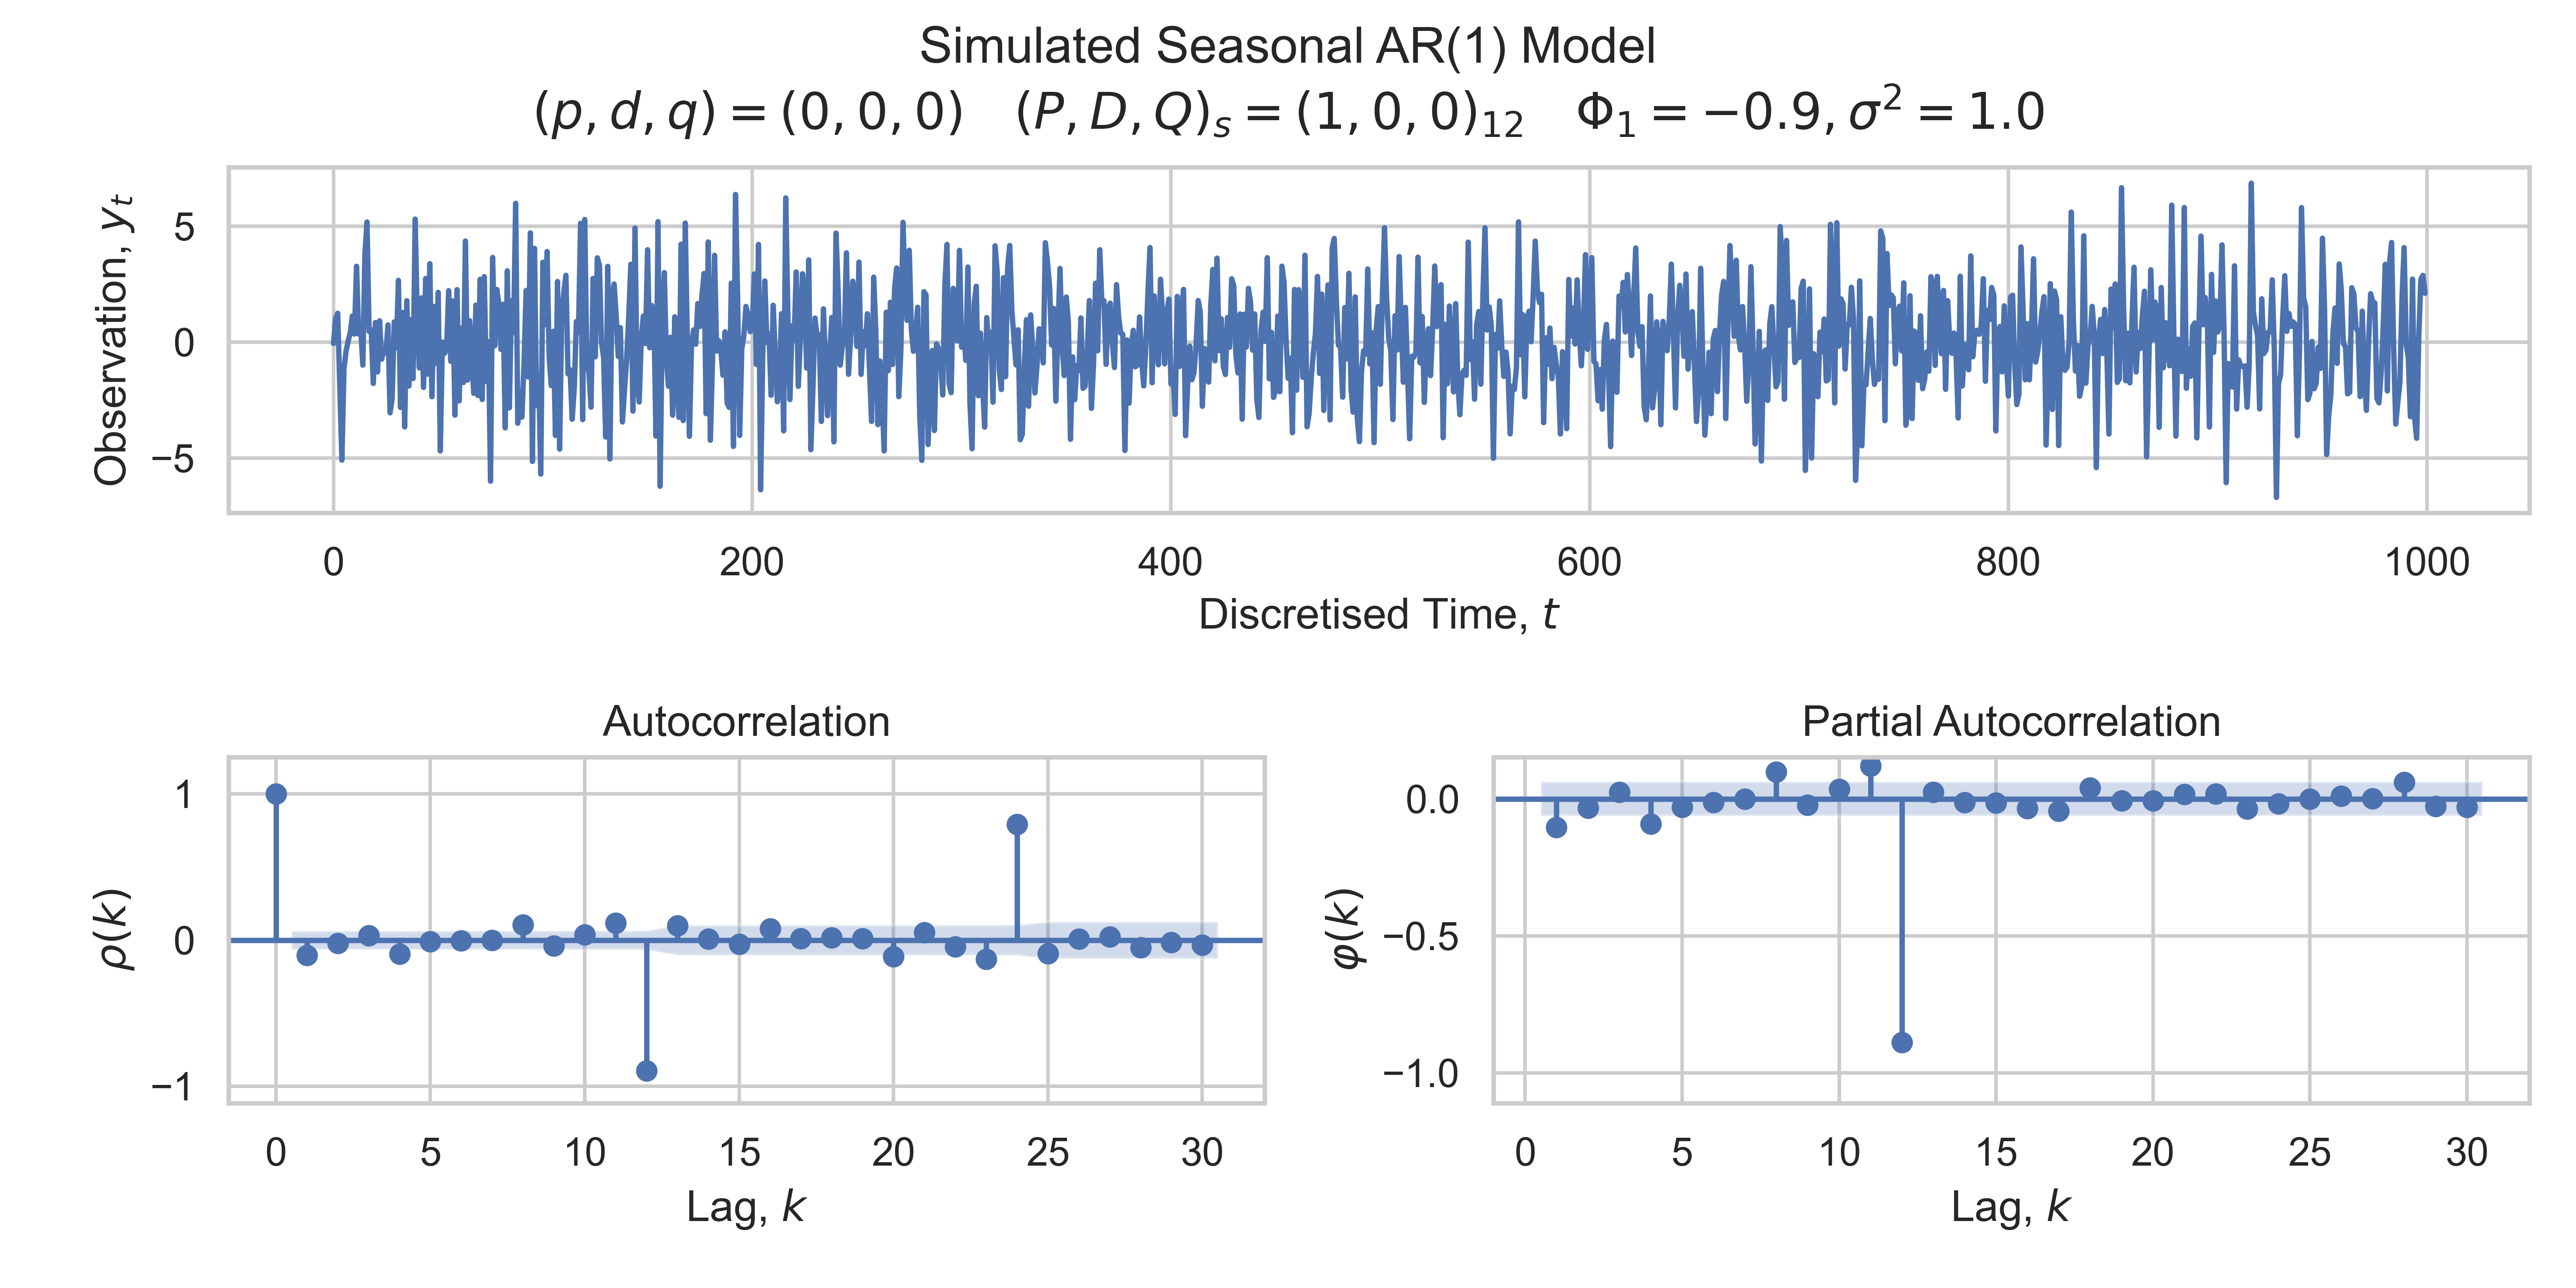 Simulated Seasonal AR(1) Model
(p, d, q) = (0, 0, 0) (P, D, Q)ₛ = (1, 0, 0)₁₂ Φ₁ = −0.9, σ² = 1.0
Observation, yₜ
5
0
−5
0 200 400 600 800 1000
Discretised Time, t
Autocorrelation
ρ(k)
1
0
−1
0 5 10 15 20 25 30
Lag, k
Partial Autocorrelation
φ(k)
0.0
−0.5
−1.0
0 5 10 15 20 25 30
Lag, k